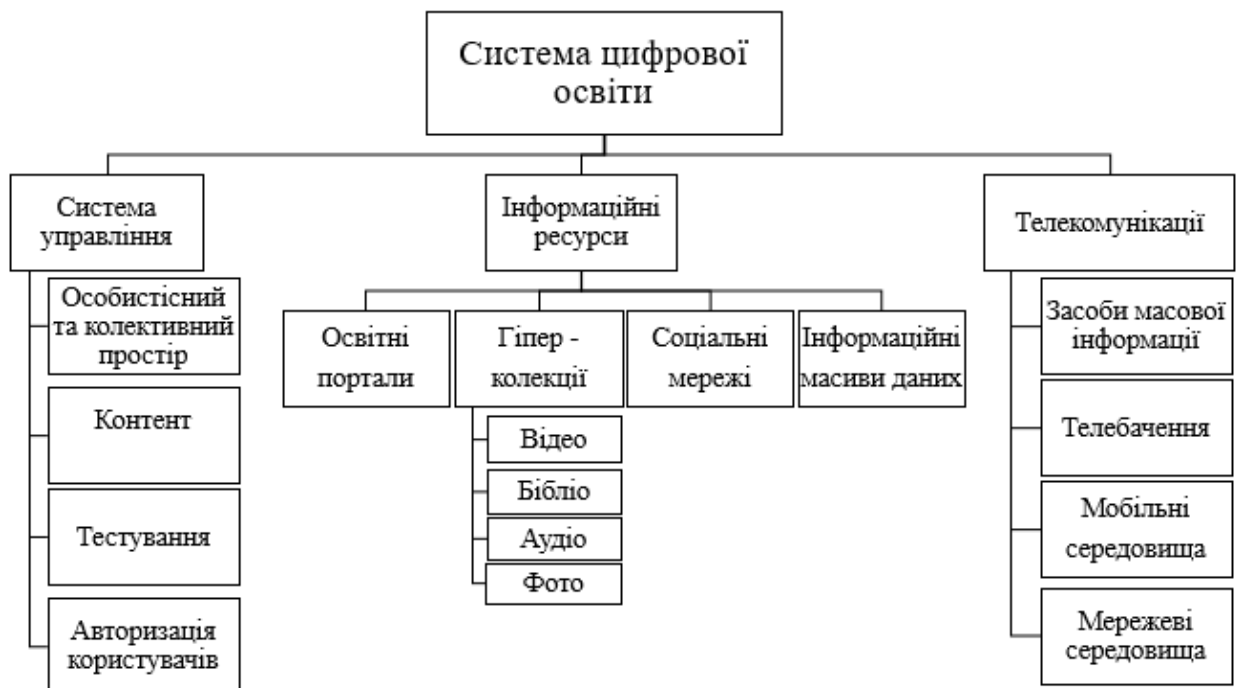 Система цифрової
освіти
Система
управління
Особистісний
та колективний
простір
Контент
Тестування
Авторизація
користувачів
Інформаційні
ресурси
Освітні
портали
Гіпер -
колекції
Відео
Бібліо
Аудіо
Фото
Соціальні
мережі
Інформаційні
масиви даних
Телекомунікації
Засоби масової
інформації
Телебачення
Мобільні
середовища
Мережеві
середовища